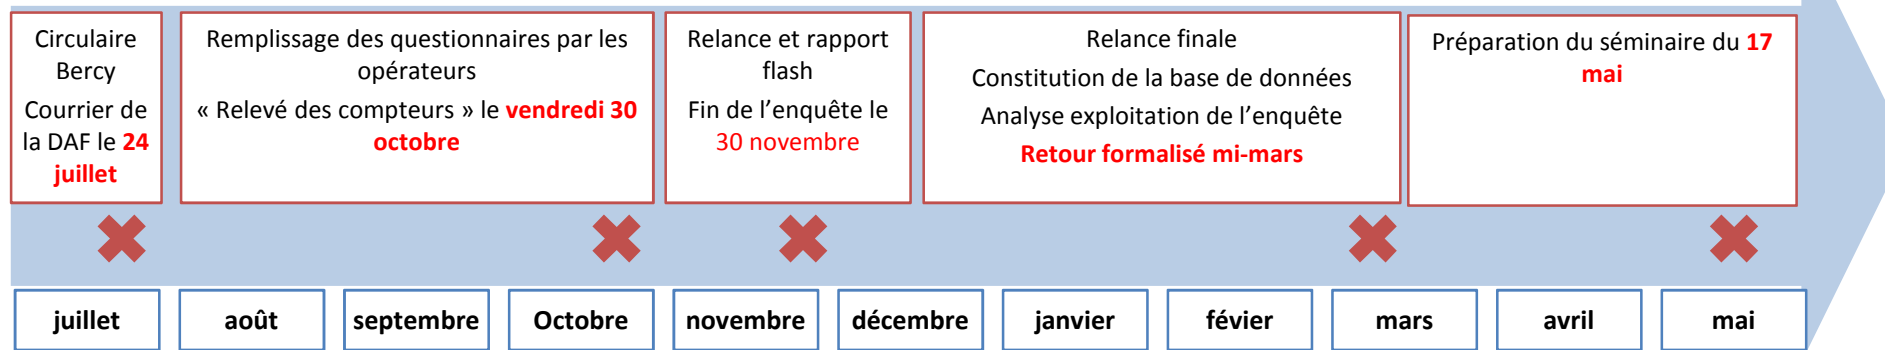 Circulaire
Bercy
Courrier de
la DAF le 24
juillet
Remplissage des questionnaires par les
opérateurs
« Relevé des compteurs » le vendredi 30
octobre
Relance et rapport
flash
Fin de l'enquête le
30 novembre
Relance finale
Constitution de la base de données
Analyse exploitation de l'enquête
Retour formalisé mi-mars
Préparation du séminaire du 17
mai
juillet
août
septembre
Octobre
novembre
décembre
janvier
févier
mars
avril
mai